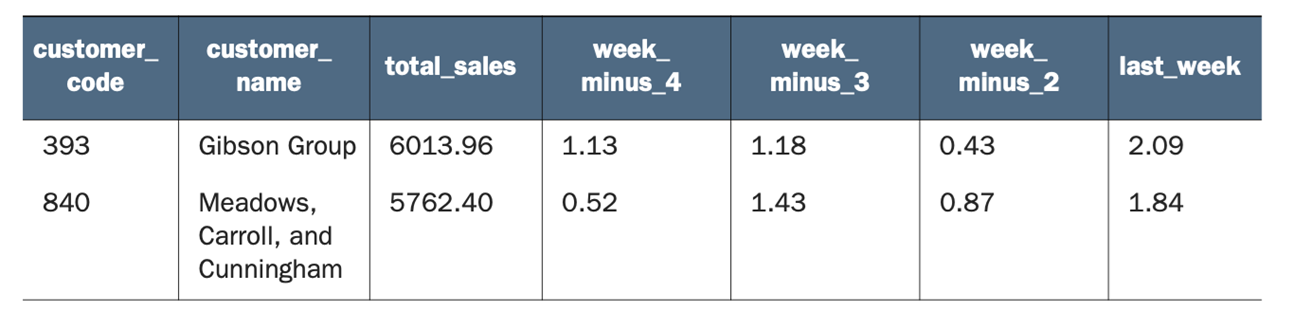 customer_ customer_ total_sales week_ week_ week_ last_week
code name minus_4 minus_3 minus_2
393 Gibson Group 6013.96 1.13 1.18 0.43 2.09
840 Meadows, 5762.40 0.52 1.43 0.87 1.84
Carroll, and
Cunningham